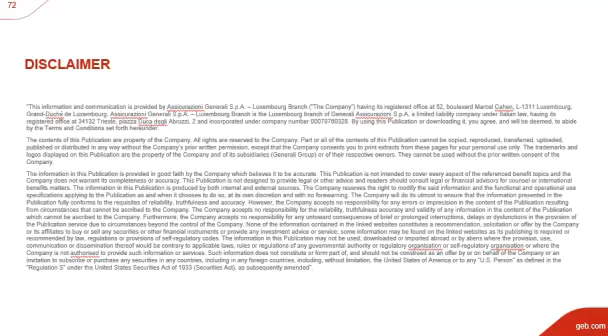 72
DISCLAIMER
"This information and communication is provided by Assicurazioni Generali S.p.A. – Luxembourg Branch ("The Company") having its registered office at 52, boulevard Marcel Cahen, L-1311 Luxembourg,
Grand-Duché de Luxembourg; Assicurazioni Generali S.p.A. – Luxembourg Branch is the Luxembourg branch of Generali Assicurazioni S.p.A, a limited liability company under Italian law, having its
registered office at 34132 Trieste, piazza Duca degli Abruzzi, 2 and incorporated under company number 00079760328. By using this Publication or downloading it, you agree, and will be deemed, to abide
by the Terms and Conditions set forth hereunder.
The contents of this Publication are property of the Company. All rights are reserved to the Company. Part or all of the contents of this Publication cannot be copied, reproduced, transferred, uploaded,
published or distributed in any way without the Company's prior written permission, except that the Company consents you to print extracts from these pages for your personal use only. The trademarks and
logos displayed on this Publication are the property of the Company and of its subsidiaries (Generali Group) or of their respective owners. They cannot be used without the prior written consent of the
Company.
The information in this Publication is provided in good faith by the Company which believes it to be accurate. This Publication is not intended to cover every aspect of the referenced benefit topics and the
Company does not warrant its completeness or accuracy. This Publication is not designed to provide legal or other advice and readers should consult legal or financial advisors for counsel or international
benefits matters. The information in this Publication is produced by both internal and external sources. The Company reserves the right to modify the said information and the functional and operational use
specifications applying to the Publication as and when it chooses to do so, at its own discretion and with no forewarning. The Company will do its utmost to ensure that the information presented in the
Publication fully conforms to the requisites of reliability, truthfulness and accuracy. However, the Company accepts no responsibility for any errors or imprecision in the content of the Publication resulting
from circumstances that cannot be ascribed to the Company. The Company accepts no responsibility for the reliability, truthfulness accuracy and validity of any information in the content of the Publication
which cannot be ascribed to the Company. Furthermore, the Company accepts no responsibility for any untoward consequences of brief or prolonged interruptions, delays or dysfunctions in the provision of
the Publication service due to circumstances beyond the control of the Company. None of the information contained in the linked websites constitutes a recommendation, solicitation or offer by the Company
or its affiliates to buy or sell any securities or other financial instruments or provide any investment advice or service, some information may be found on the linked websites as its publishing is required or
recommended by law, regulations or provisions of self-regulatory codes. The information in this Publication may not be used, downloaded or imported abroad or by aliens where the provision, use,
communication or dissemination thereof would be contrary to applicable laws, rules or regulations of any governmental authority or regulatory organisation or self-regulatory organisation or where the
Company is not authorised to provide such information or services. Such information does not constitute or form part of, and should not be construed as an offer by or on behalf of the Company or an
invitation to subscribe or purchase any securities in any countries, including in any foreign countries, including, without limitation, the United States of America or to any "U.S. Person" as defined in the
"Regulation S" under the United States Securities Act of 1933 (Securities Act), as subsequently amended".
geb.com